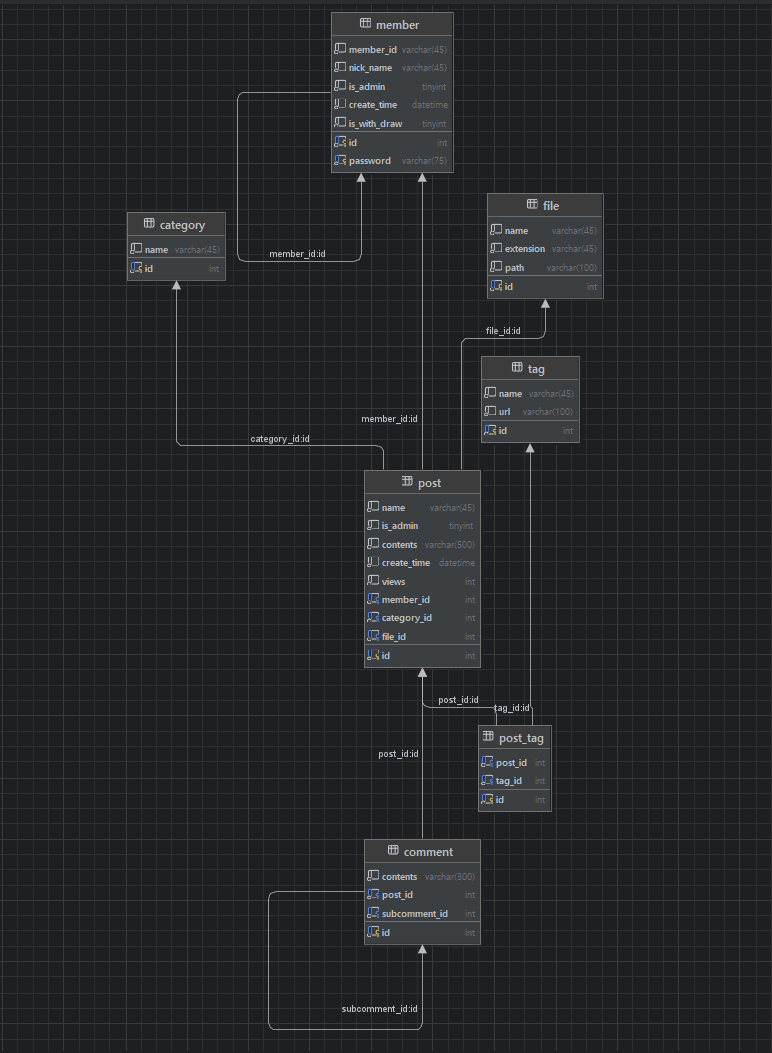 member
member_id varchar(45)
nick_name varchar(45)
is_admin tinyint
create_time datetime
is_with_draw tinyint
id int
password varchar(75)
member_id:id
category
name varchar(45)
id int
file
name varchar(45)
extension varchar(45)
path varchar(100)
id int
file_id:id
tag
name varchar(45)
url varchar(100)
id int
member_id:id
category_id:id
post
name varchar(45)
is_admin tinyint
contents varchar(500)
create_time datetime
views int
member_id int
category_id int
file_id int
id int
post_id:id
tag_id:id
post_tag
post_id int
tag_id int
id int
post_id:id
comment
contents varchar(300)
post_id int
subcomment_id int
id int
subcomment_id:id